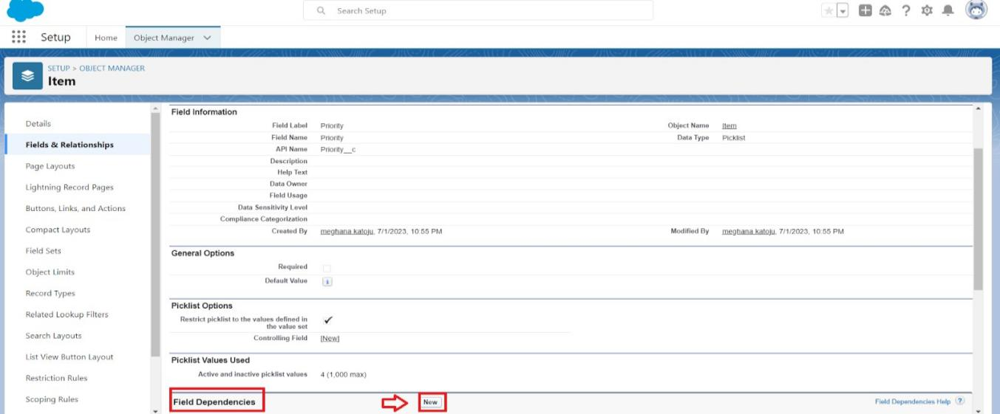 Search Setup
Setup Home Object Manager
SETUP > OBJECT MANAGER
Item
Details
Fields & Relationships
Page Layouts
Lightning Record Pages
Buttons, Links, and Actions
Compact Layouts
Field Sets
Object Limits
Record Types
Related Lookup Filters
Search Layouts
List View Button Layout
Restriction Rules
Scoping Rules
Field Information
Field Label Priority Object Name Item
Field Name Priority Data Type Picklist
API Name Priority__c
Description
Help Text
Data Owner
Field Usage
Data Sensitivity Level
Compliance Categorization
Created By meghana katoju, 7/1/2023, 10:55 PM Modified By meghana katoju, 7/1/2023, 10:55 PM
General Options
Required
Default Value
Picklist Options
Restrict picklist to the values defined in
the value set
Controlling Field [New]
Picklist Values Used
Active and inactive picklist values 4 (1,000 max)
Field Dependencies New Field Dependencies Help ?